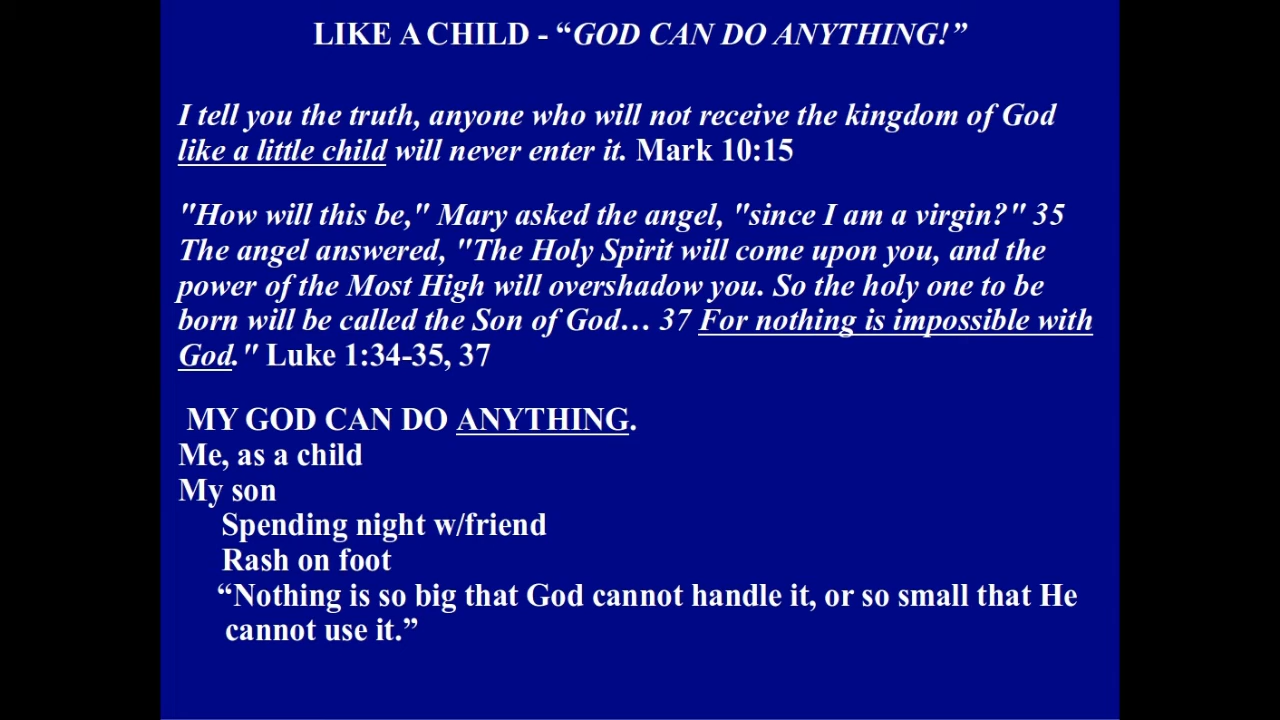 LIKE A CHILD - “GOD CAN DO ANYTHING!”
I tell you the truth, anyone who will not receive the kingdom of God
like a little child will never enter it. Mark 10:15
"How will this be," Mary asked the angel, "since I am a virgin?" 35
The angel answered, "The Holy Spirit will come upon you, and the
power of the Most High will overshadow you. So the holy one to be
born will be called the Son of God… 37 For nothing is impossible with
God." Luke 1:34-35, 37
MY GOD CAN DO ANYTHING.
Me, as a child
My son
Spending night w/friend
Rash on foot
“Nothing is so big that God cannot handle it, or so small that He
cannot use it.”